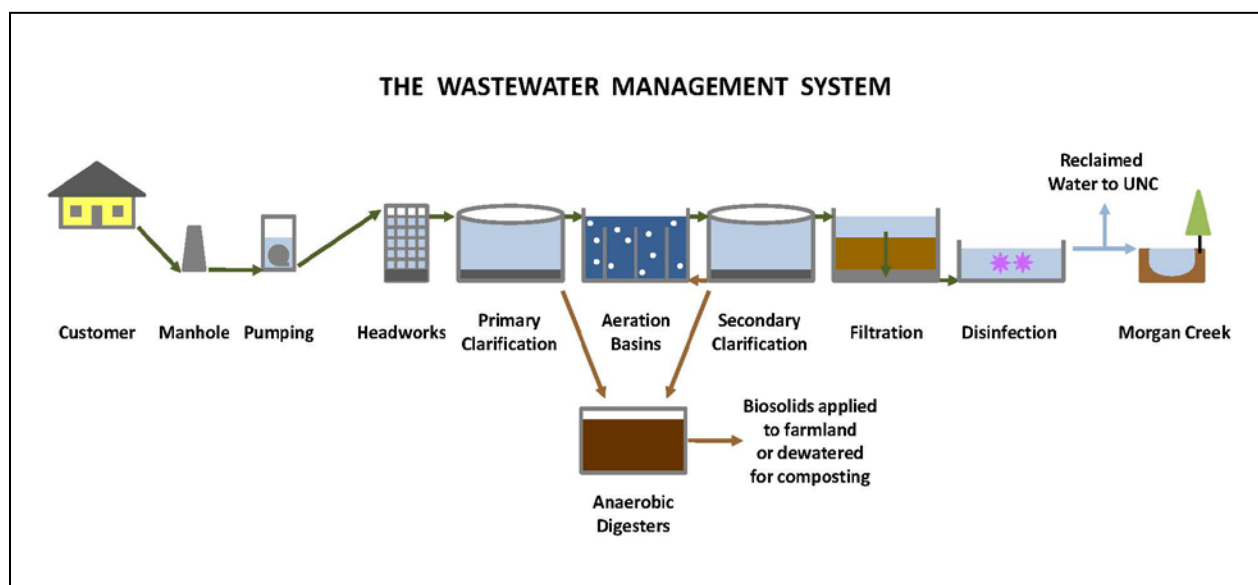 THE WASTEWATER MANAGEMENT SYSTEM
Reclaimed
Water to UNC
Customer
Manhole
Pumping
Headworks
Primary
Clarification
Aeration
Basins
Secondary
Clarification
Filtration
Disinfection
Morgan Creek
Anaerobic
Digesters
Biosolids applied
to farmland
or dewatered
for composting